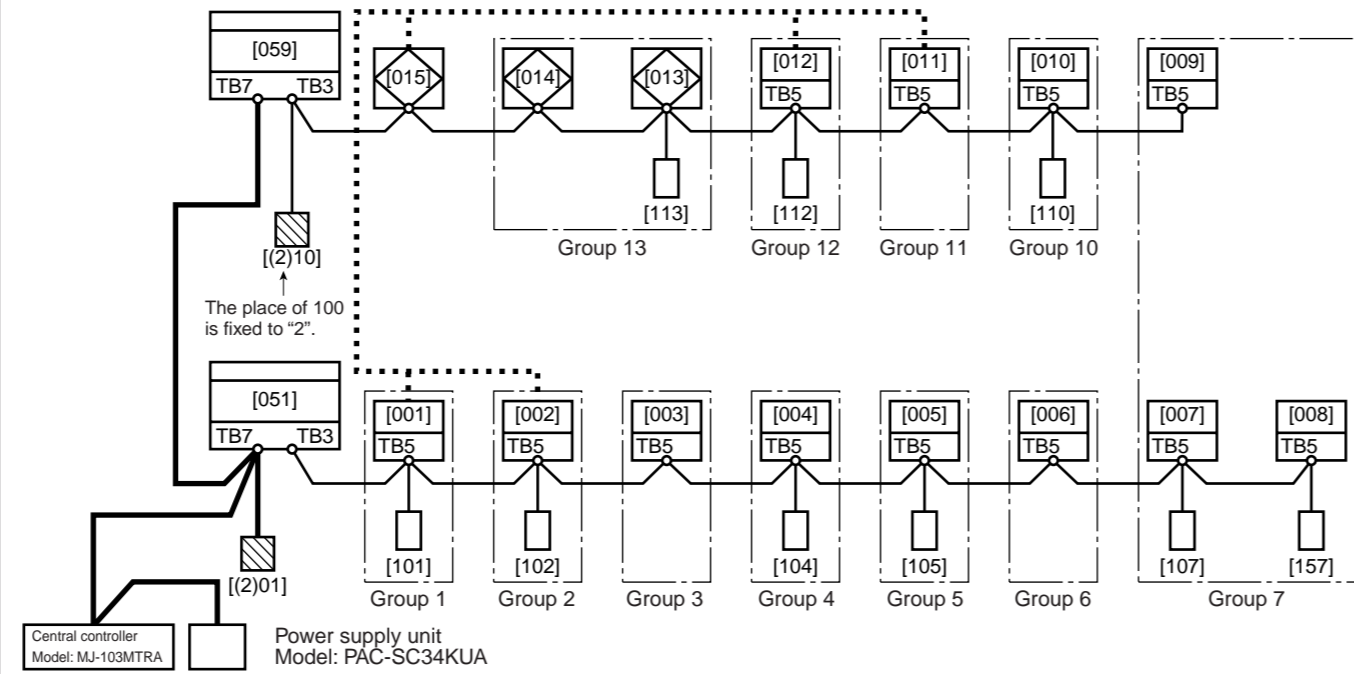 [059]
TB7 TB3
[015]
[014]
[013]
[012]
TB5
[011]
TB5
[010]
TB5
[009]
TB5
[113]
[112]
[110]
Group 13
Group 12
Group 11
Group 10
[(2)10]
The place of 100
is fixed to “2”.
[051]
TB7 TB3
[001]
TB5
[002]
TB5
[003]
TB5
[004]
TB5
[005]
TB5
[006]
TB5
[007]
TB5
[008]
TB5
[(2)01]
[101]
[102]
[104]
[105]
[107]
[157]
Group 1
Group 2
Group 3
Group 4
Group 5
Group 6
Group 7
Central controller
Model: MJ-103MTRA
Power supply unit
Model: PAC-SC34KUA